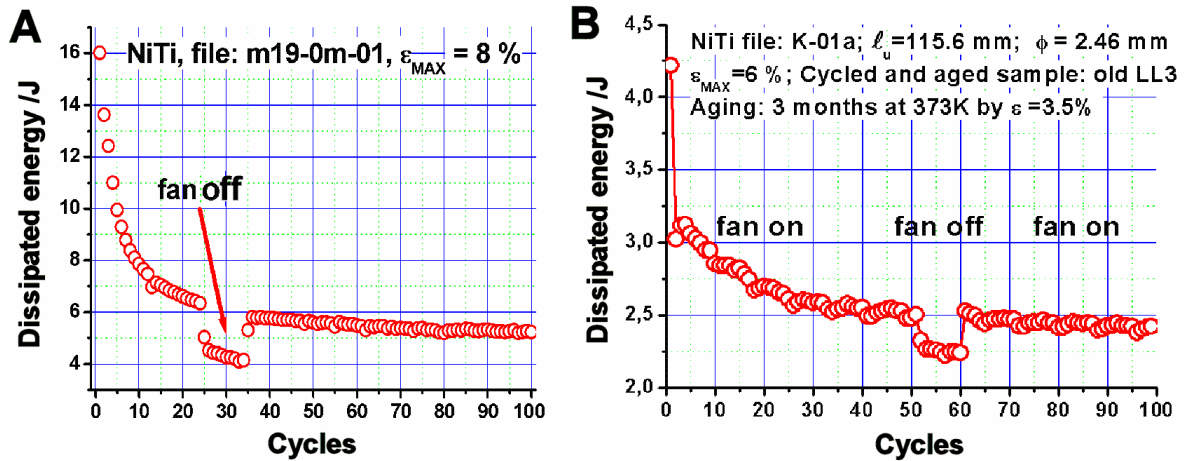 A
NiTi, file: m19-0m-01, εMAX = 8 %
fan off
Dissipated energy /J
16
14
12
10
8
6
4
0 10 20 30 40 50 60 70 80 90 100
Cycles
B
NiTi file: K-01a; ℓu=115.6 mm; ϕ = 2.46 mm
εMAX=6 %; Cycled and aged sample: old LL3
Aging: 3 months at 373K by ε =3.5%
fan on fan off fan on
Dissipated energy /J
4,5
4,0
3,5
3,0
2,5
2,0
10 20 30 40 50 60 70 80 90 100
Cycles